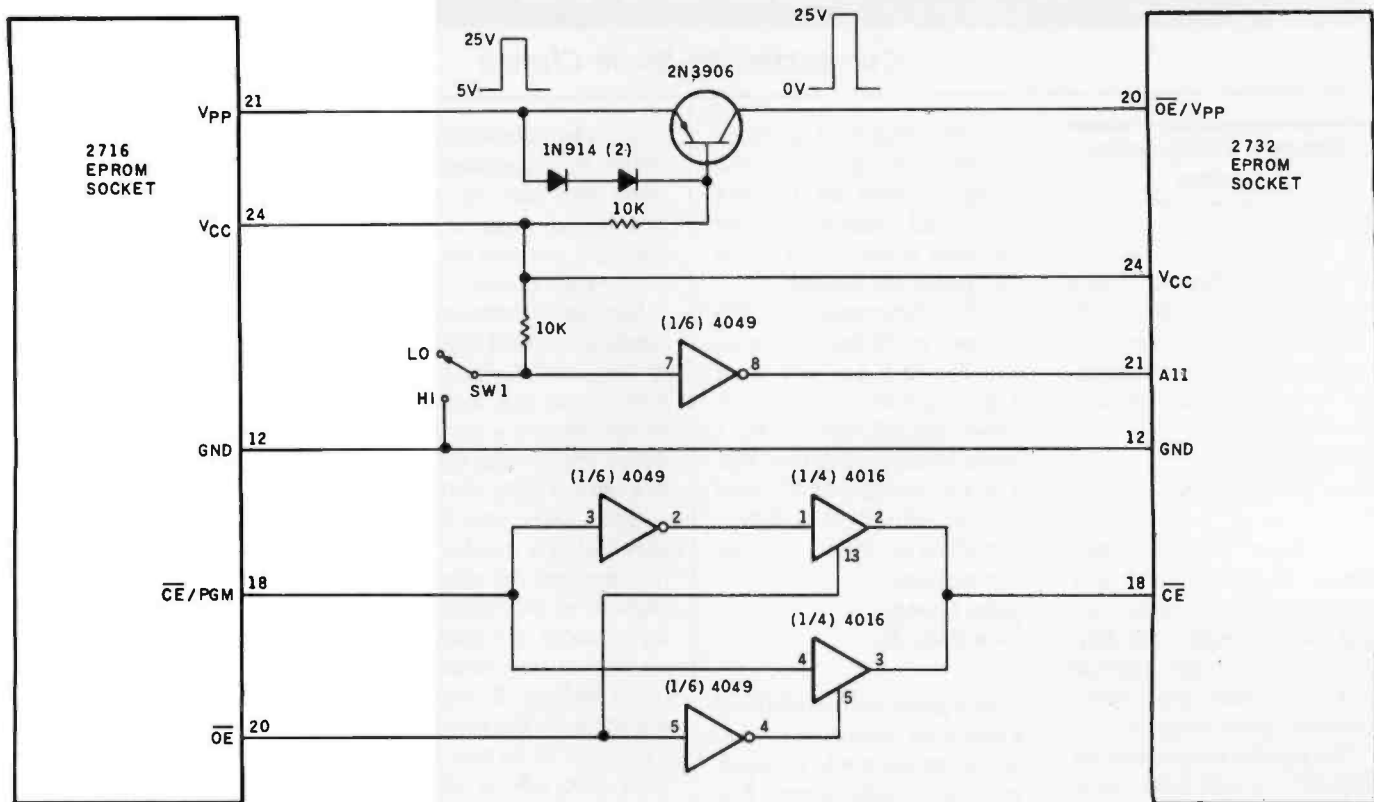 25V
5V
2N3906
25V
0V
VPP
21
20
OE/VPP
2716
EPROM
SOCKET
1N914 (2)
2732
EPROM
SOCKET
10K
VCC
24
24
VCC
10K
(1/6) 4049
LO
SW1
7
8
21
A11
HI
GND
12
12
GND
(1/6) 4049
(1/4) 4016
3
2
1
2
13
CE/PGM
18
18
CE
(1/4) 4016
4
3
5
(1/6) 4049
OE
20
5
4